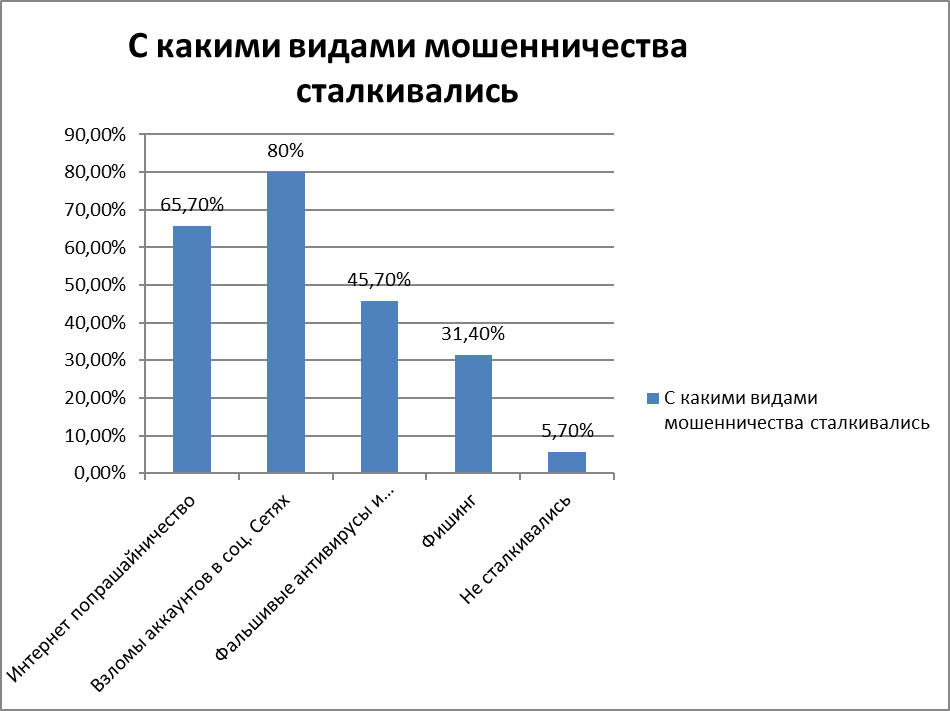 С какими видами мошенничества
сталкивались
90,00%
80,00%
70,00%
60,00%
50,00%
40,00%
30,00%
20,00%
10,00%
0,00%
65,70%
80%
45,70%
31,40%
5,70%
Интернет попрашайничество
Взломы аккаунтов в соц. Сетях
Фальшивые антивирусы и...
Фишинг
Не сталкивались
С какими видами
мошенничества сталкивались